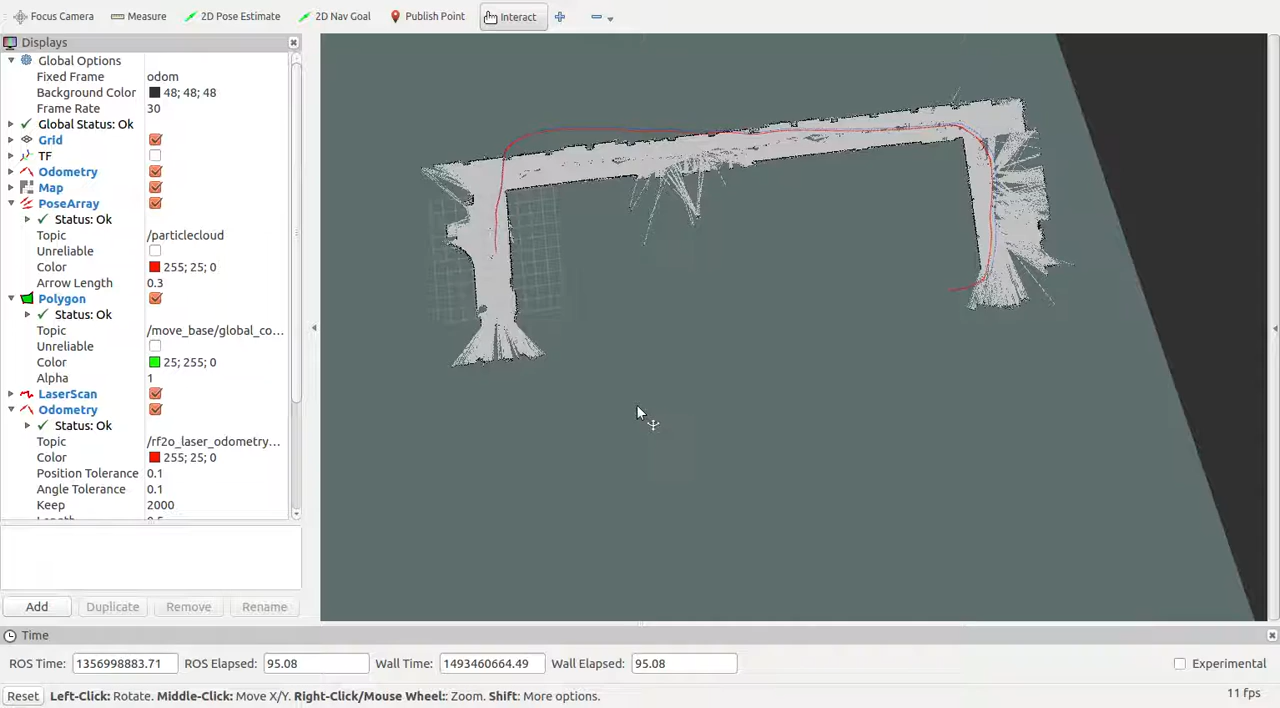 Focus Camera Measure 2D Pose Estimate 2D Nav Goal Publish Point Interact
Displays
Global Options
Fixed Frame odom
Background Color 48; 48; 48
Frame Rate 30
Global Status: Ok
Grid
TF
Odometry
Map
PoseArray
Status: Ok
Topic /particlecloud
Unreliable
Color 255; 25; 0
Arrow Length 0.3
Polygon
Status: Ok
Topic /move_base/global_co...
Unreliable
Color 25; 255; 0
Alpha 1
LaserScan
Odometry
Status: Ok
Topic /rf2o_laser_odometry...
Color 255; 25; 0
Position Tolerance 0.1
Angle Tolerance 0.1
Keep 2000
Add Duplicate Remove Rename
Time
ROS Time: 1356998883.71 ROS Elapsed: 95.08 Wall Time: 1493460664.49 Wall Elapsed: 95.08 Experimental
Reset Left-Click: Rotate. Middle-Click: Move X/Y. Right-Click/Mouse Wheel:: Zoom. Shift: More options. 11 fps